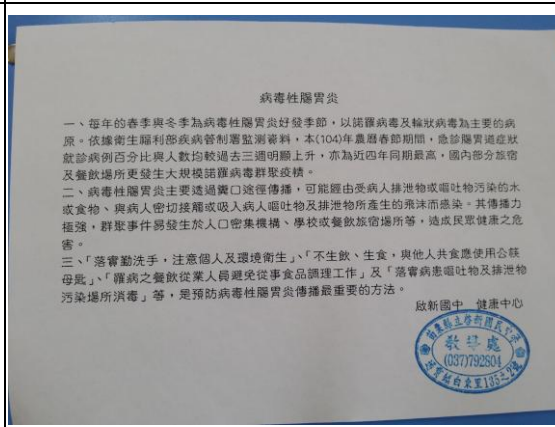 病毒性腸胃炎
一、每年的春季與冬季為病毒性腸胃炎好發季節，以諾羅病毒及輪狀病毒為主要的病
原。依據衛生福利部疾病管制署監測資料，本(104)年農曆春節期間，急診腸胃道症狀
就診病例百分比與人數均較過去三週明顯上升，亦為近四年同期最高，國內部分旅宿
及餐飲場所更發生大規模諾羅病毒群聚疫情。
二、病毒性腸胃炎主要透過糞口途徑傳播，可能經由受病人排泄物或嘔吐物污染的水
或食物、與病人密切接觸或吸入病人嘔吐物及排泄物所產生的飛沫而感染。其傳播力
極強，群聚事件易發生於人口密集機構、學校或餐飲旅宿場所等，造成民眾健康之危
害。
三、「落實勤洗手，注意個人及環境衛生」、「不生飲、生食，與他人共食應使用公筷
母匙」、「罹病之餐飲從業人員避免從事食品調理工作」及「落實病患嘔吐物及排泄物
污染場所消毒」等，是預防病毒性腸胃炎傳播最重要的方法。
啟新國中 健康中心
苗栗縣立啓新國民中學
教導處
(037)792804